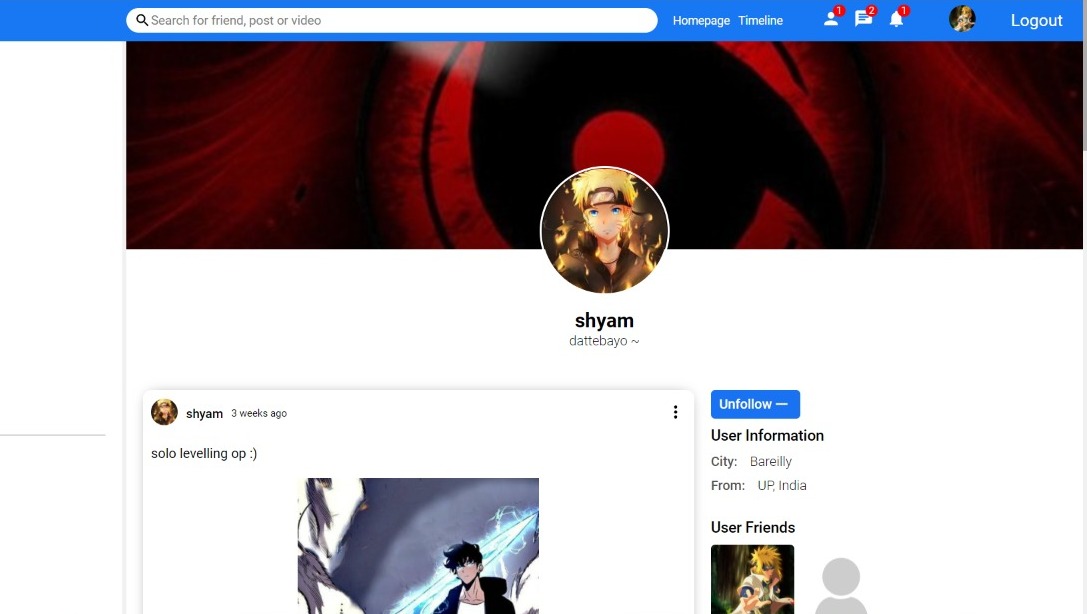 Search for friend, post or video
Homepage Timeline
1 2 1
Logout
shyam
dattebayo ~
shyam 3 weeks ago
solo levelling op :)
Unfollow
User Information
City: Bareilly
From: UP, India
User Friends